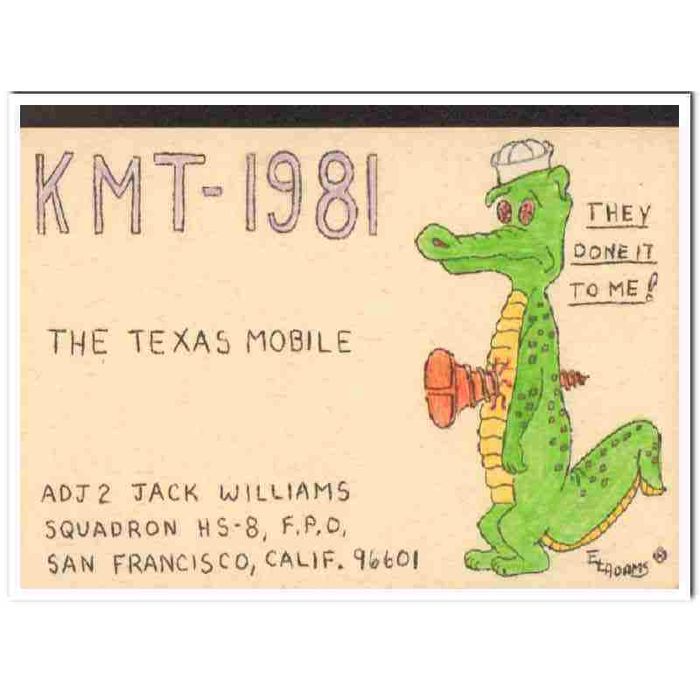 KMT-1981
THEY
DONE IT
TO ME!
THE TEXAS MOBILE
ADJ2 JACK WILLIAMS
SQUADRON HS-8, F.P.O,
SAN FRANCISCO, CALIF. 96601
ELADAMS